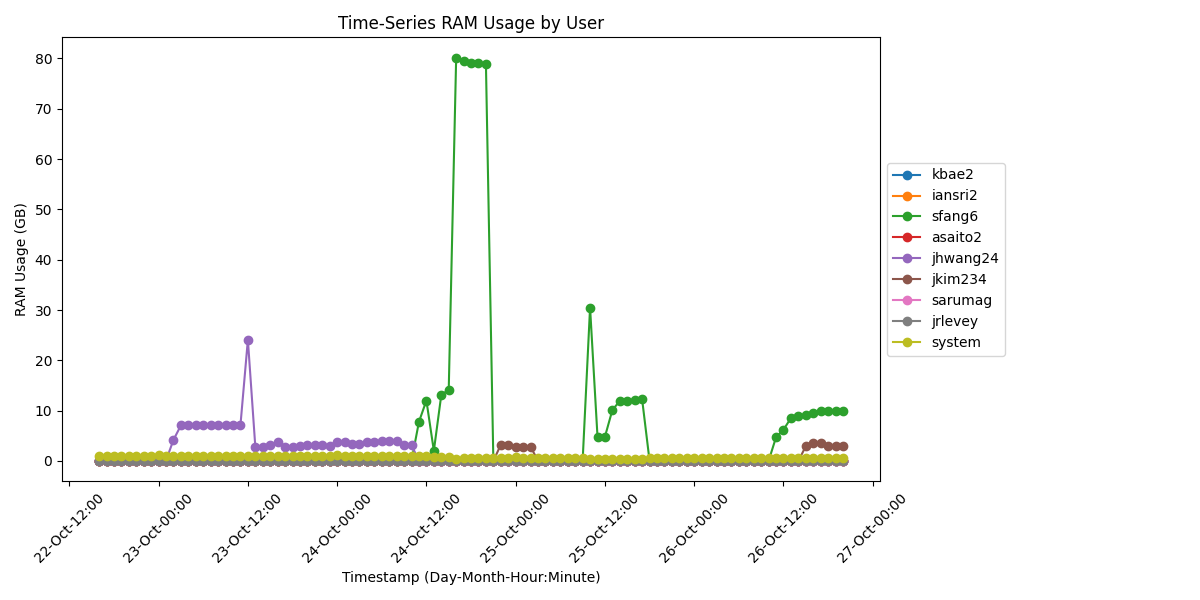 Time-Series RAM Usage by User
RAM Usage (GB)
80
70
60
50
40
30
20
10
0
22-Oct-12:00
23-Oct-00:00
23-Oct-12:00
24-Oct-00:00
24-Oct-12:00
25-Oct-00:00
25-Oct-12:00
26-Oct-00:00
26-Oct-12:00
27-Oct-00:00
Timestamp (Day-Month-Hour:Minute)
kbae2
iansri2
sfang6
asaito2
jhwang24
jkim234
sarumag
jrlevey
system